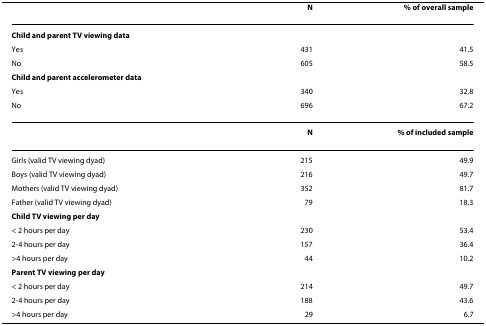 N % of overall sample
Child and parent TV viewing data
Yes 431 41.5
No 605 58.5
Child and parent accelerometer data
Yes 340 32.8
No 696 67.2
N % of included sample
Girls (valid TV viewing dyad) 215 49.9
Boys (valid TV viewing dyad) 216 49.7
Mothers (valid TV viewing dyad) 352 81.7
Father (valid TV viewing dyad) 79 18.3
Child TV viewing per day
< 2 hours per day 230 53.4
2-4 hours per day 157 36.4
>4 hours per day 44 10.2
Parent TV viewing per day
< 2 hours per day 214 49.7
2-4 hours per day 188 43.6
>4 hours per day 29 6.7